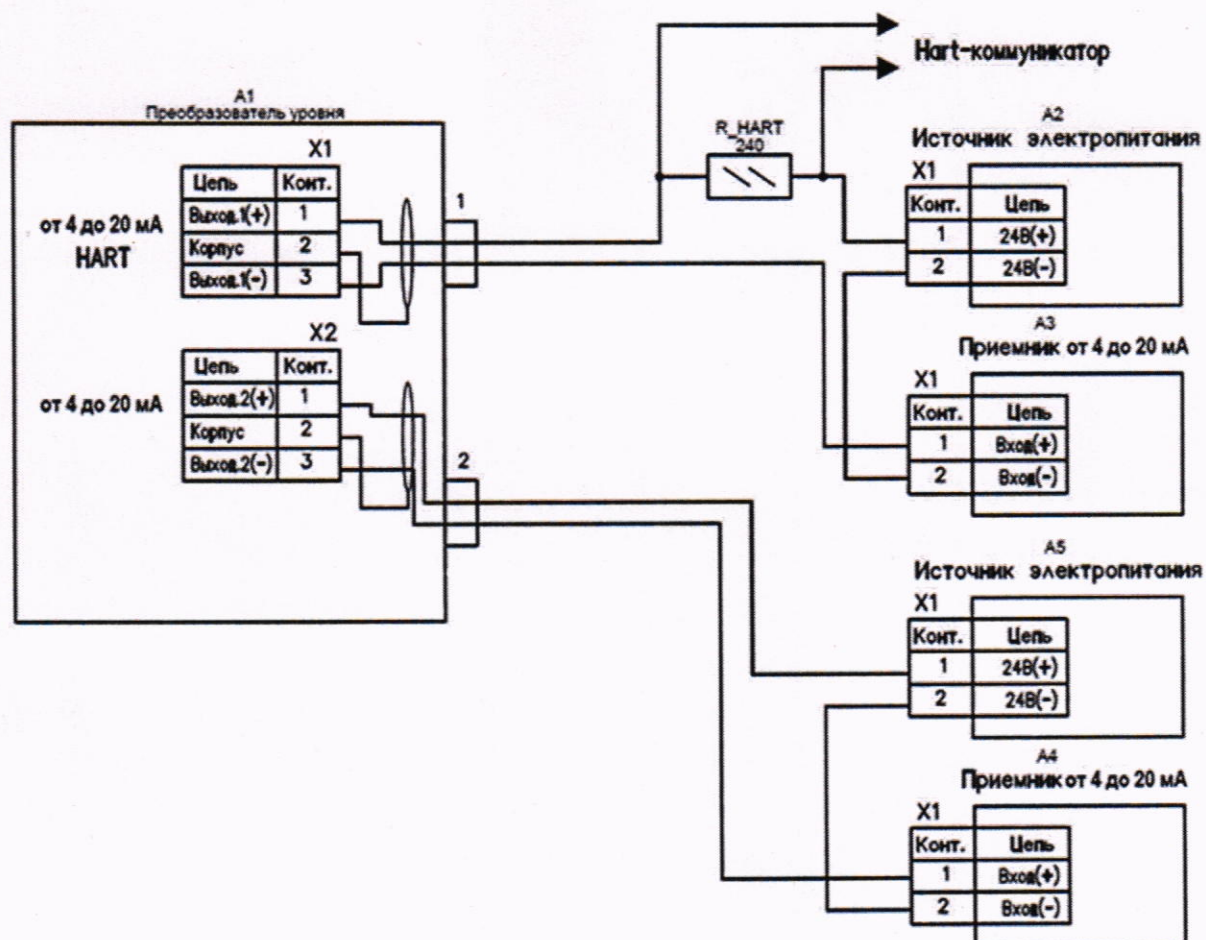 Hart-коммуникатор
A1
Преобразователь уровня
X1
Цепь Конт.
Выход.1(+) 1
Корпус 2
Выход.1(-) 3
от 4 до 20 мА
HART
1
X2
Цепь Конт.
Выход.2(+) 1
Корпус 2
Выход.2(-) 3
от 4 до 20 мА
2
R_HART
240
A2
Источник электропитания
X1
Конт. Цепь
1 24В(+)
2 24В(-)
A3
Приемник от 4 до 20 мА
X1
Конт. Цепь
1 Вход(+)
2 Вход(-)
A5
Источник электропитания
X1
Конт. Цепь
1 24В(+)
2 24В(-)
A4
Приемник от 4 до 20 мА
X1
Конт. Цепь
1 Вход(+)
2 Вход(-)